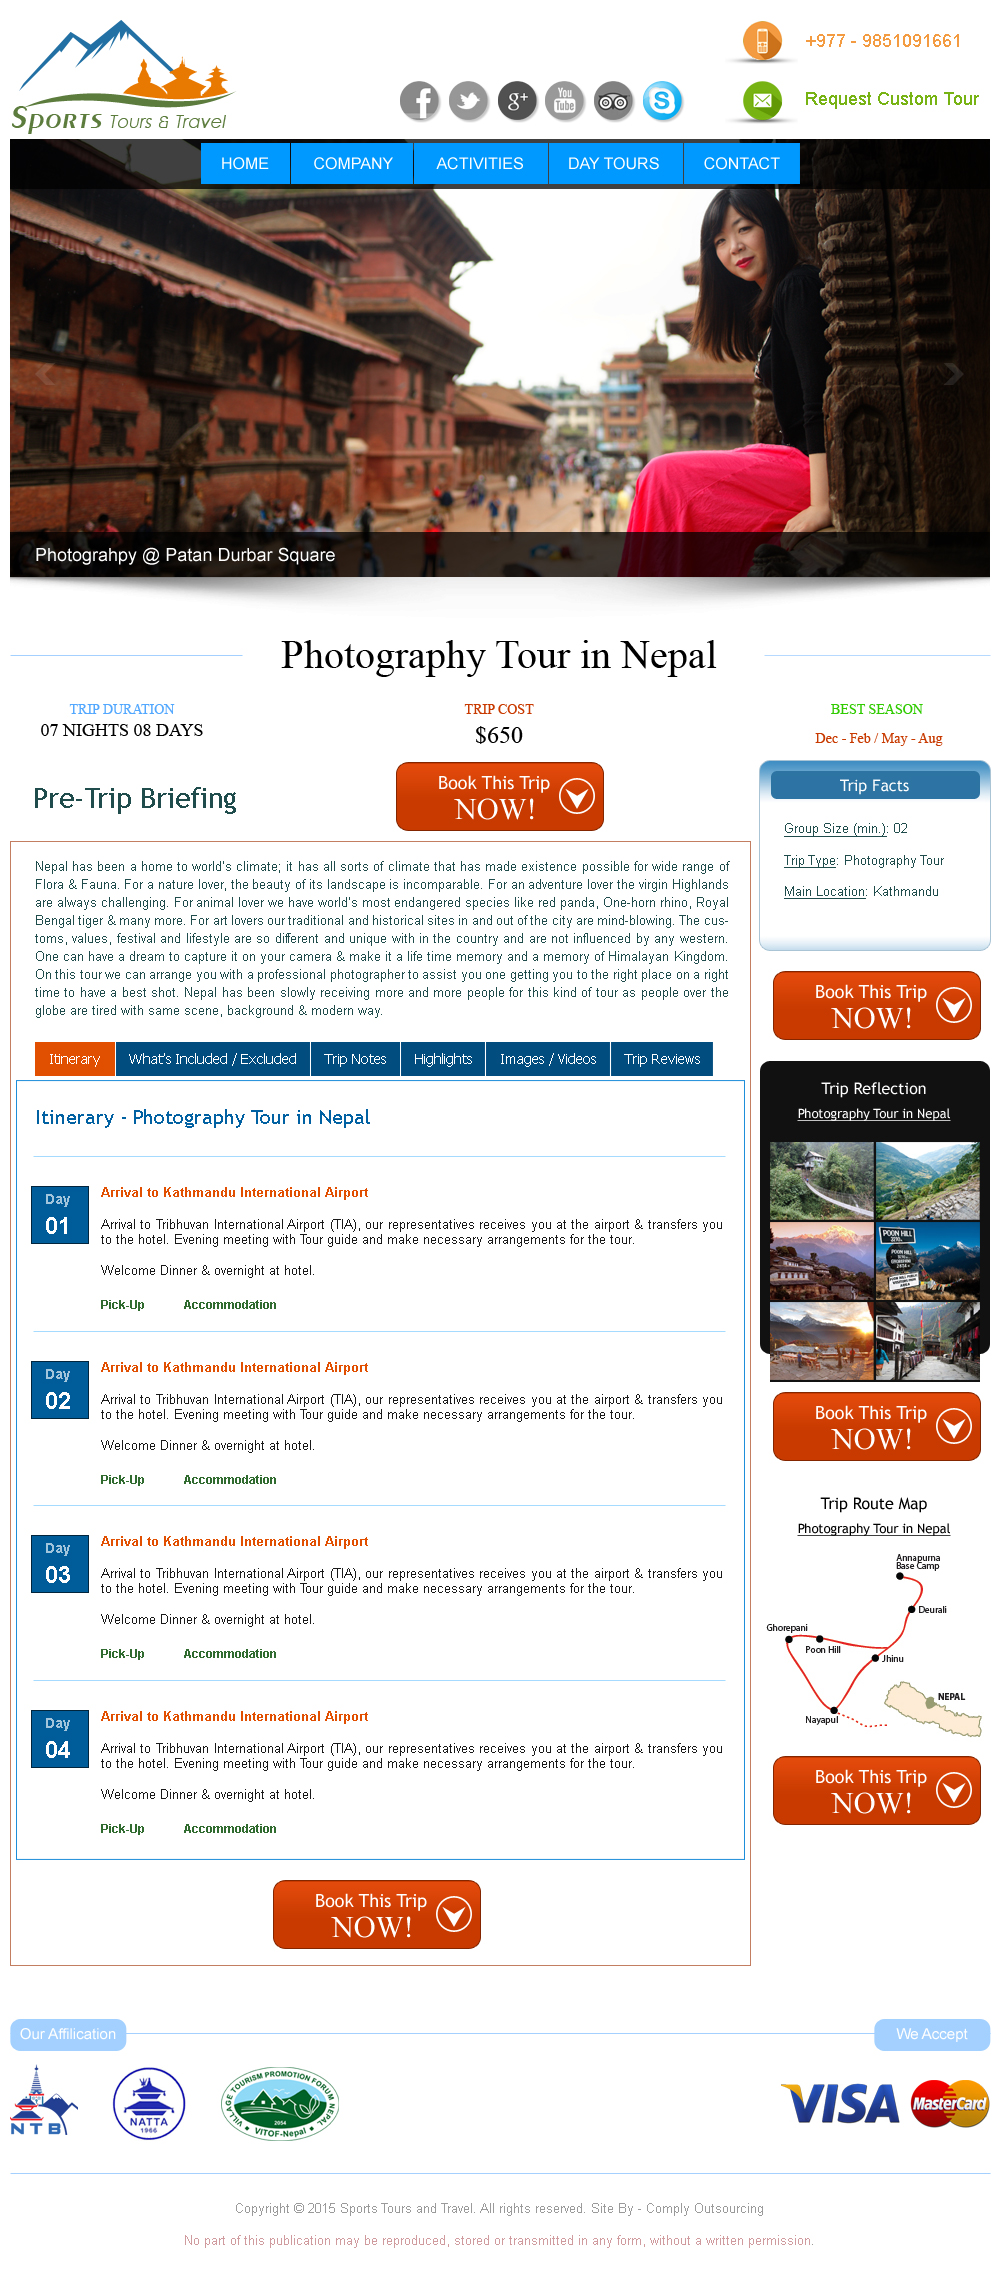 SPORTS Tours & Travel
+977 - 9851091661
Request Custom Tour
f
g+
You Tube
S
HOME
COMPANY
ACTIVITIES
DAY TOURS
CONTACT
Photograhpy @ Patan Durbar Square
Photography Tour in Nepal
TRIP DURATION
07 NIGHTS 08 DAYS
TRIP COST
$650
BEST SEASON
Dec - Feb / May - Aug
Pre-Trip Briefing
Book This Trip
NOW!
Nepal has been a home to world's climate; it has all sorts of climate that has made existence possible for wide range of
Flora & Fauna. For a nature lover, the beauty of its landscape is incomparable. For an adventure lover the virgin Highlands
are always challenging. For animal lover we have world's most endangered species like red panda, One-horn rhino, Royal
Bengal tiger & many more. For art lovers our traditional and historical sites in and out of the city are mind-blowing. The cus-
toms, values, festival and lifestyle are so different and unique with in the country and are not influenced by any western.
One can have a dream to capture it on your camera & make it a life time memory and a memory of Himalayan Kingdom.
On this tour we can arrange you with a professional photographer to assist you one getting you to the right place on a right
time to have a best shot. Nepal has been slowly receiving more and more people for this kind of tour as people over the
globe are tired with same scene, background & modern way.
Itinerary
What's Included / Excluded
Trip Notes
Highlights
Images / Videos
Trip Reviews
Itinerary - Photography Tour in Nepal
Day
01
Arrival to Kathmandu International Airport
Arrival to Tribhuvan International Airport (TIA), our representatives receives you at the airport & transfers you
to the hotel. Evening meeting with Tour guide and make necessary arrangements for the tour.
Welcome Dinner & overnight at hotel.
Pick-Up Accommodation
Day
02
Arrival to Kathmandu International Airport
Arrival to Tribhuvan International Airport (TIA), our representatives receives you at the airport & transfers you
to the hotel. Evening meeting with Tour guide and make necessary arrangements for the tour.
Welcome Dinner & overnight at hotel.
Pick-Up Accommodation
Day
03
Arrival to Kathmandu International Airport
Arrival to Tribhuvan International Airport (TIA), our representatives receives you at the airport & transfers you
to the hotel. Evening meeting with Tour guide and make necessary arrangements for the tour.
Welcome Dinner & overnight at hotel.
Pick-Up Accommodation
Day
04
Arrival to Kathmandu International Airport
Arrival to Tribhuvan International Airport (TIA), our representatives receives you at the airport & transfers you
to the hotel. Evening meeting with Tour guide and make necessary arrangements for the tour.
Welcome Dinner & overnight at hotel.
Pick-Up Accommodation
Book This Trip
NOW!
Trip Facts
Group Size (min.): 02
Trip Type: Photography Tour
Main Location: Kathmandu
Book This Trip
NOW!
Trip Reflection
Photography Tour in Nepal
POON HILL
POON HILL
Book This Trip
NOW!
Trip Route Map
Photography Tour in Nepal
Annapurna
Base Camp
Deurali
Ghorepani
Poon Hill
Jhinu
NEPAL
Nayapul
Book This Trip
NOW!
Our Affilication
We Accept
NTB
NATTA
1966
VILLAGE TOURISM PROMOTION FORUM NEPAL
2054
VITOF-Nepal
VISA
MasterCard
Copyright © 2015 Sports Tours and Travel. All rights reserved. Site By - Comply Outsourcing
No part of this publication may be reproduced, stored or transmitted in any form, without a written permission.